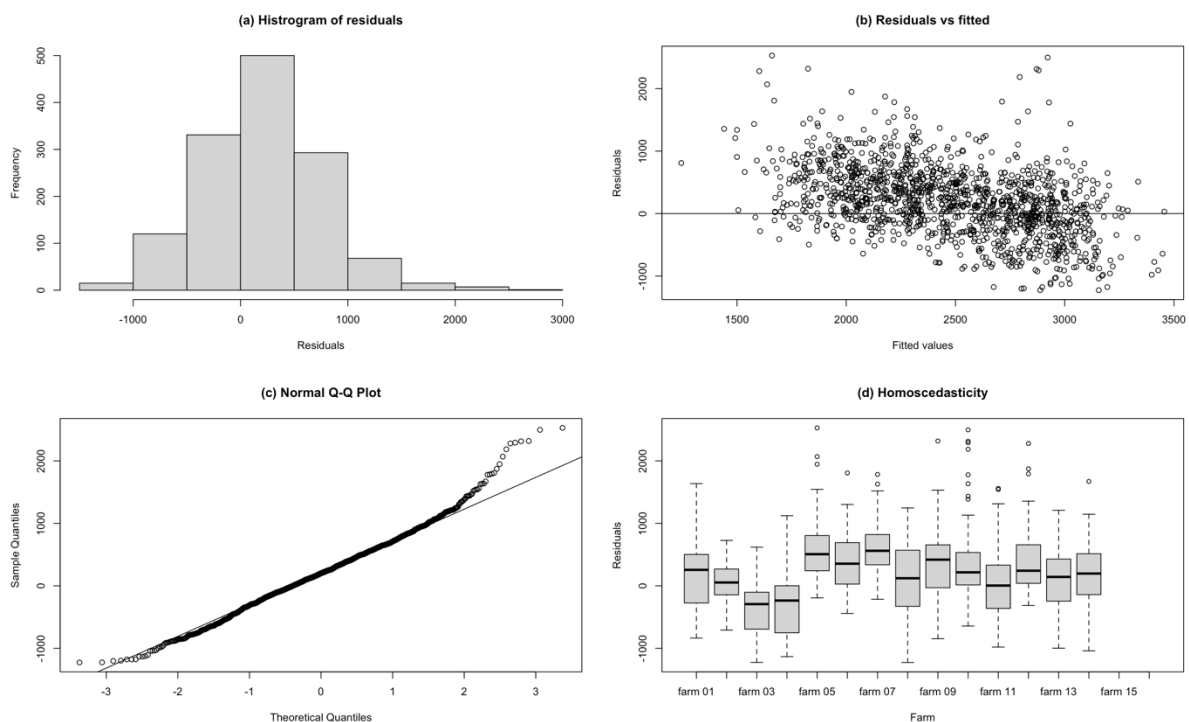 (a) Histrogram of residuals
Frequency
500
400
300
200
100
0
-1000 0 1000 2000 3000
Residuals
(b) Residuals vs fitted
Residuals
2000
1000
0
-1000
1500 2000 2500 3000 3500
Fitted values
(c) Normal Q-Q Plot
Sample Quantiles
2000
1000
0
-1000
-3 -2 -1 0 1 2 3
Theoretical Quantiles
(d) Homoscedasticity
Residuals
2000
1000
0
-1000
farm 01 farm 03 farm 05 farm 07 farm 09 farm 11 farm 13 farm 15
Farm